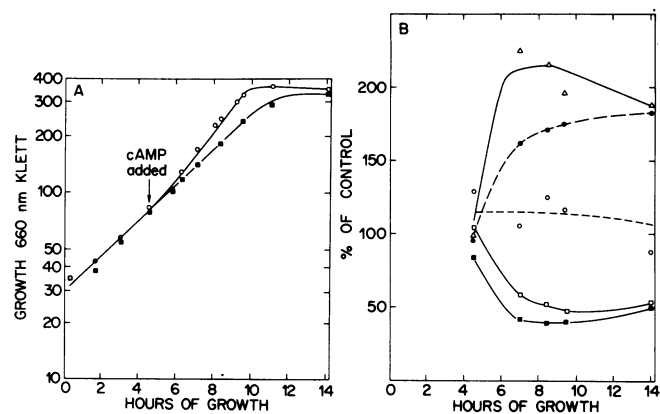 A
400
300
200
100
50
40
30
20
10
cAMP
added
GROWTH 660 nm KLETT
0 2 4 6 8 10 12 14
HOURS OF GROWTH
B
200
150
100
50
% OF CONTROL
0 2 4 6 8 10 12 14
HOURS OF GROWTH